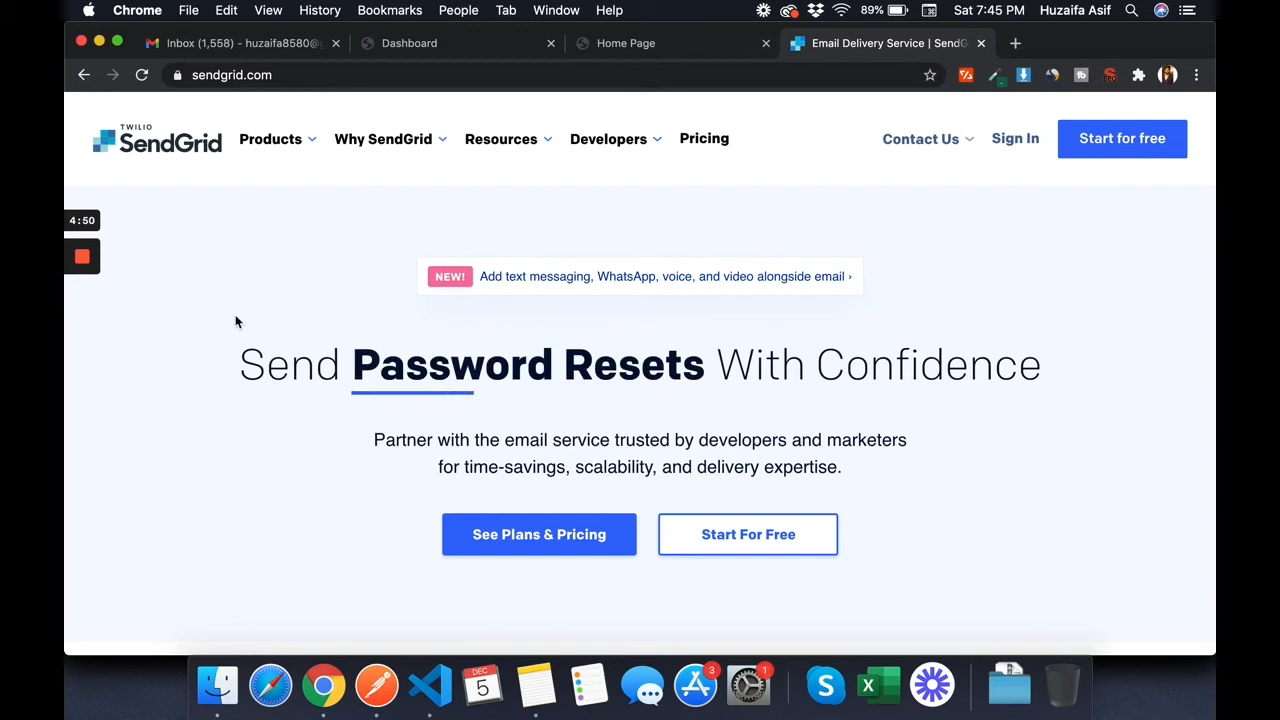 Chrome File Edit View History Bookmarks People Tab Window Help 89% Sat 7:45 PM Huzaifa Asif
Inbox (1,558) - huzaifa8580@ Dashboard Home Page Email Delivery Service | SendG
sendgrid.com
TWILIO
SendGrid Products Why SendGrid Resources Developers Pricing Contact Us Sign In Start for free
4:50
NEW! Add text messaging, WhatsApp, voice, and video alongside email ›
Send Password Resets With Confidence
Partner with the email service trusted by developers and marketers
for time-savings, scalability, and delivery expertise.
See Plans & Pricing Start For Free
DEC
5
3
1